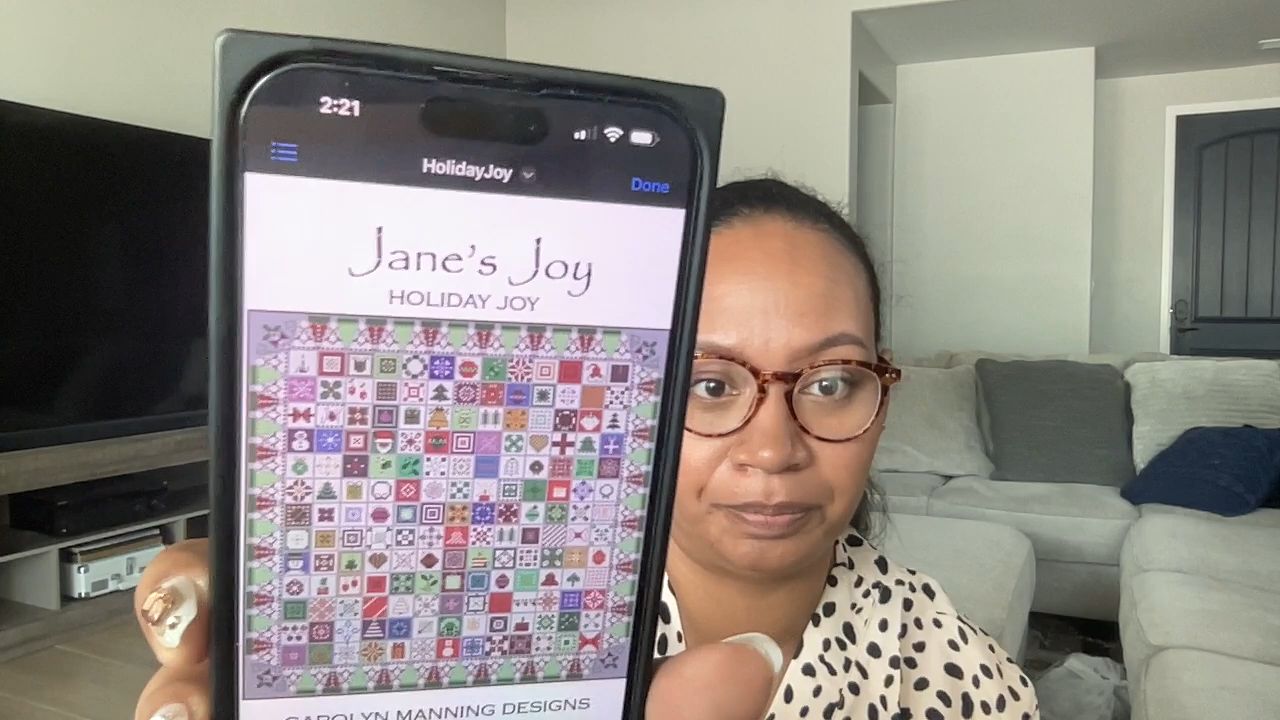 2:21
HolidayJoy
Done
Jane's Joy
HOLIDAY JOY
CAROLYN MANNING DESIGNS